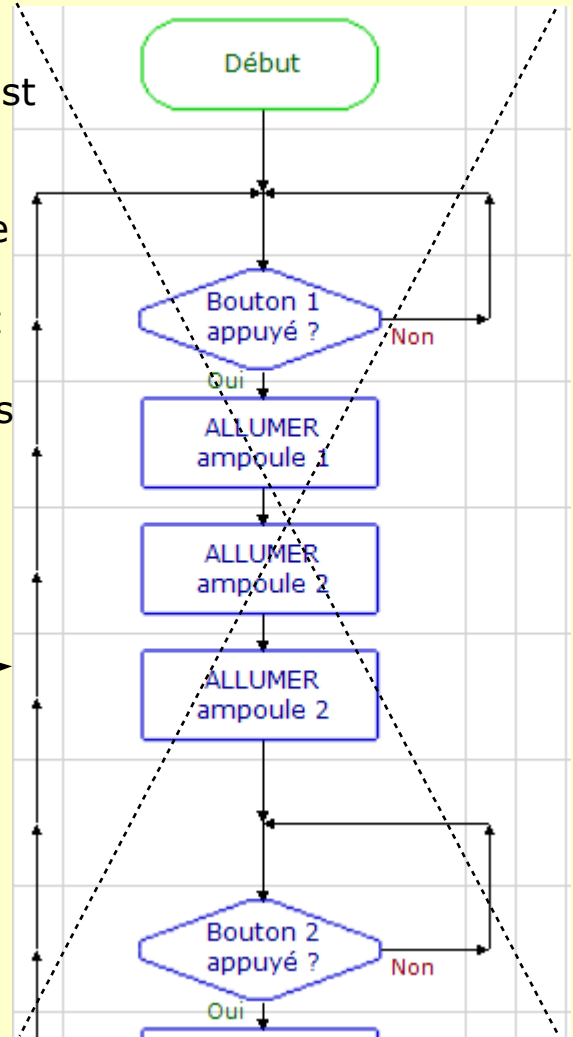 Début
st
e
Bouton 1
appuyé ?
Non
Oui
s
ALLUMER
ampoule 1
ALLUMER
ampoule 2
ALLUMER
ampoule 2
Bouton 2
appuyé ?
Non
Oui